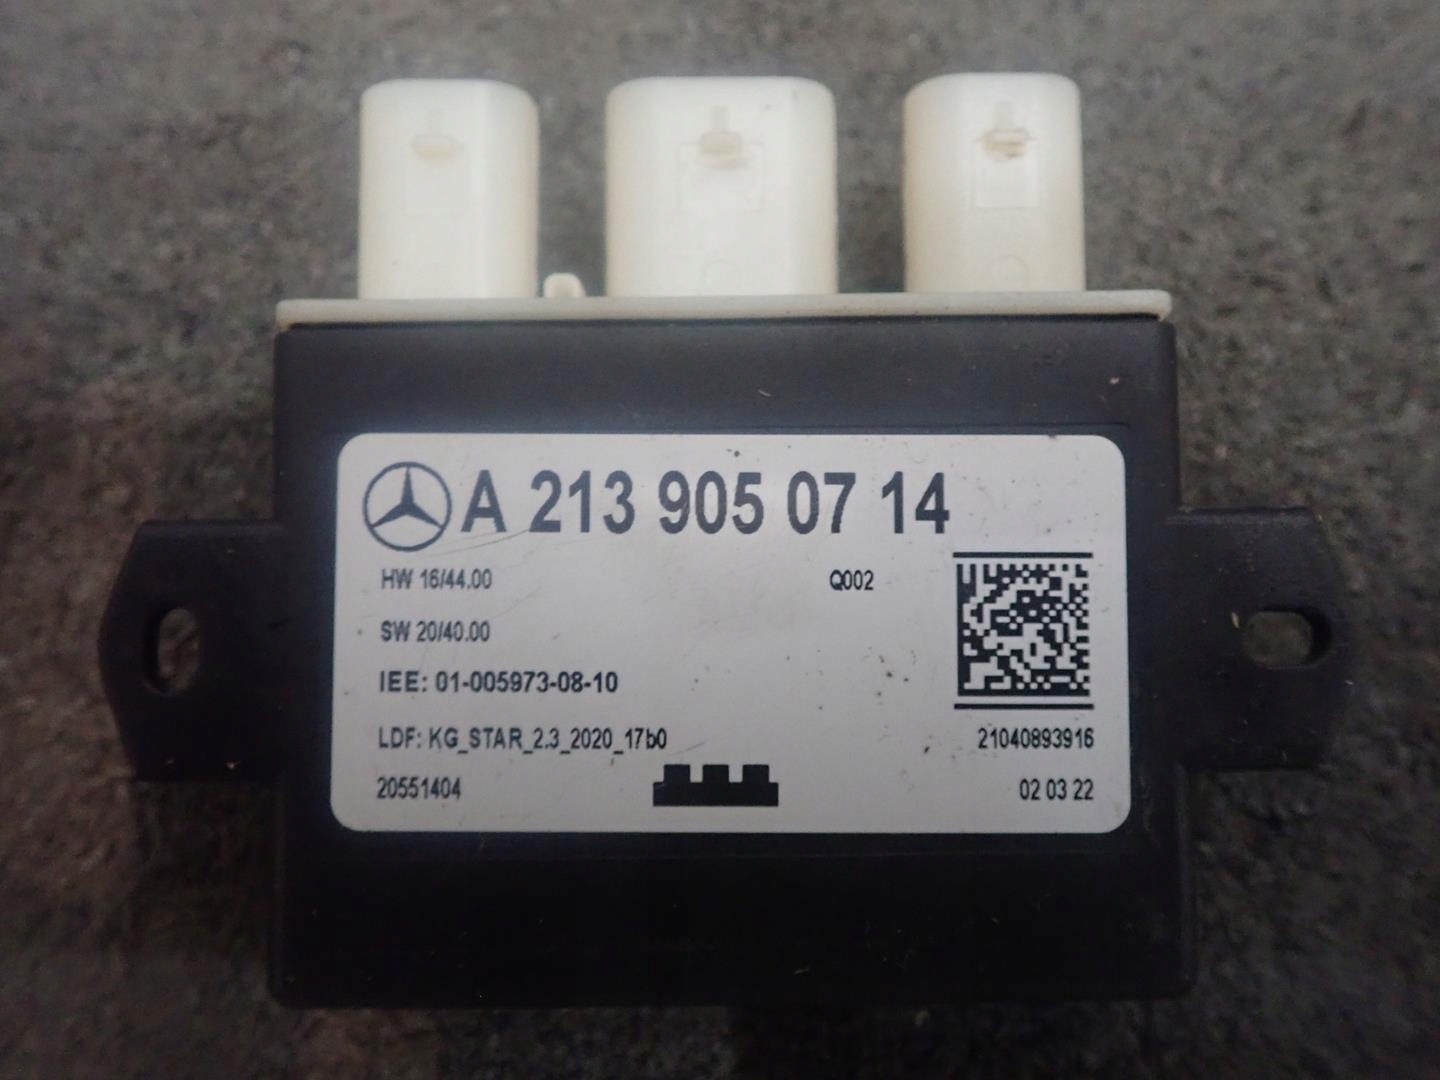 A 213 905 07 14
HW 16/44.00
Q002
SW 20/40.00
IEE: 01-005973-08-10
LDF: KG_STAR_2.3_2020_17b0
21040893916
20551404
02 03 22